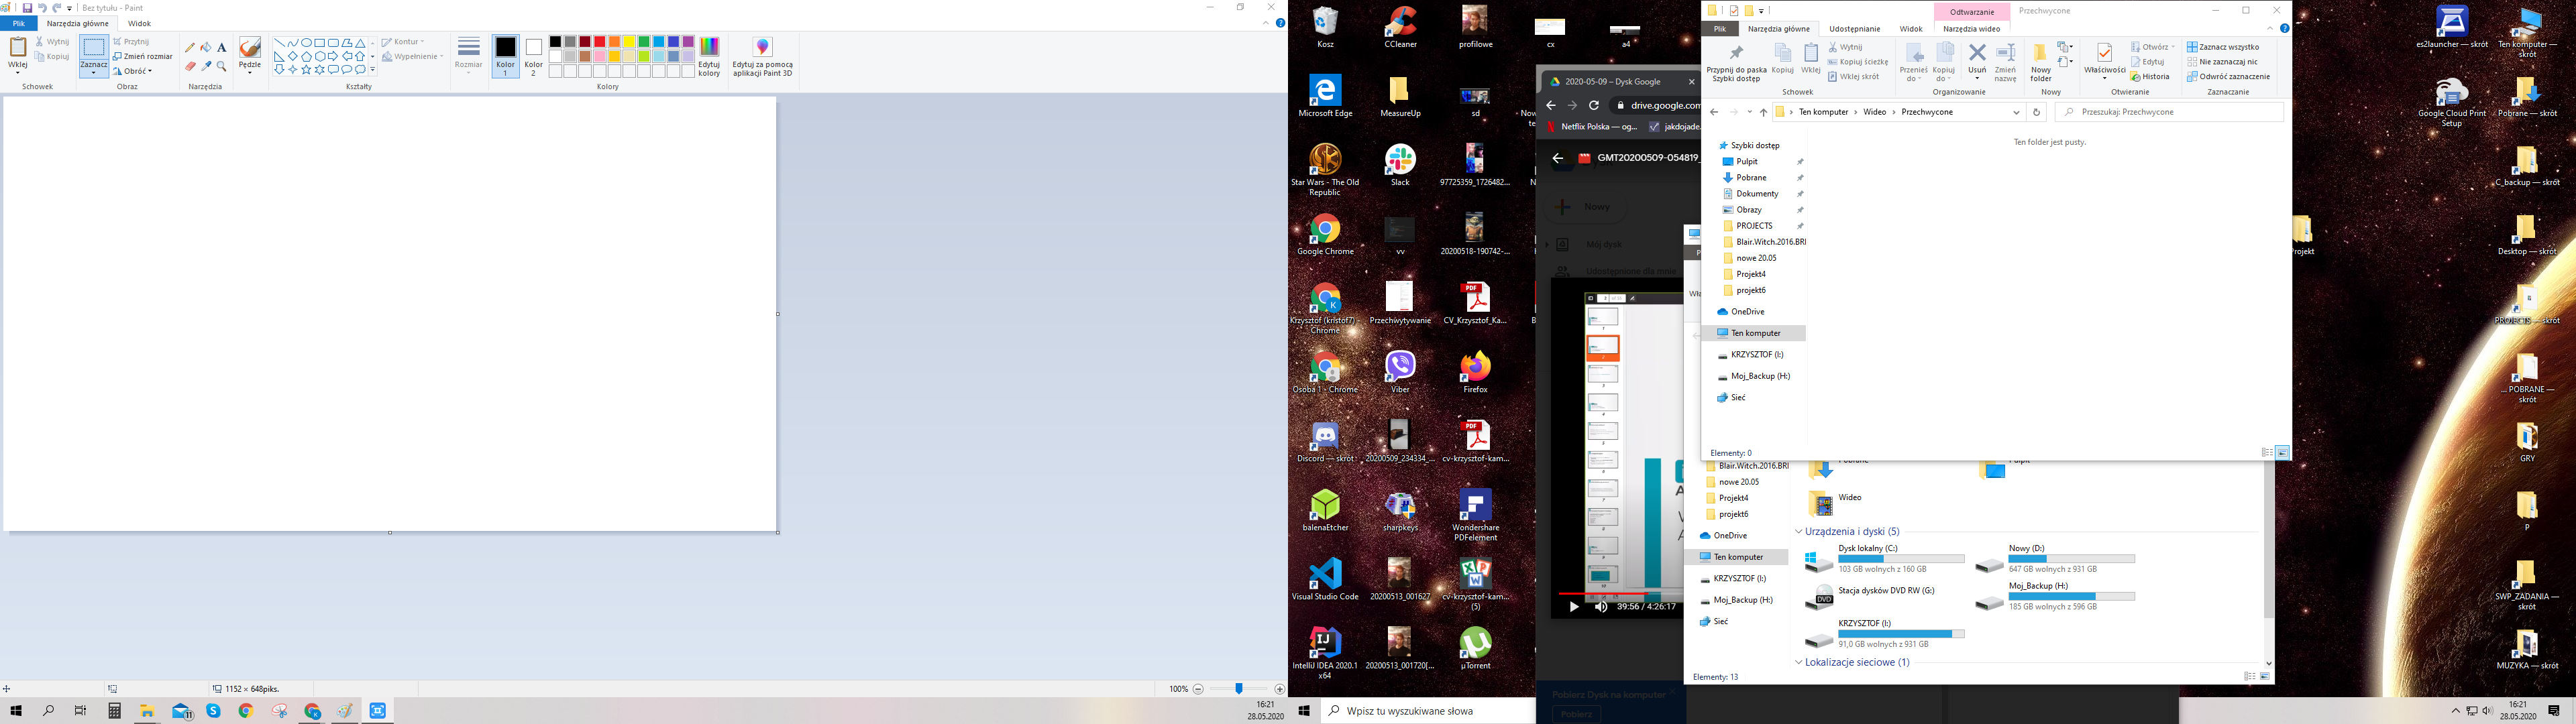 Bez tytułu - Paint
Plik Narzędzia główne Widok
Wklej
Wytnij
Kopiuj
Schowek
Zaznacz
Przytnij
Zmień rozmiar
Obróć
Obraz
Narzędzia
Pędzle
Kontur
Wypełnienie
Kształty
Rozmiar
Kolor 1
Kolor 2
Edytuj kolory
Kolory
Edytuj za pomocą aplikacji Paint 3D
1152 × 648piks.
100%
16:21
28.05.2020
Kosz
CCleaner
profilowe
cx
a4
Microsoft Edge
MeasureUp
sd
Star Wars - The Old Republic
Slack
97725359_1726482...
Google Chrome
vv
20200518-190742-...
Krzysztof (kristof7) - Chrome
Przechwytywanie
CV_Krzysztof_Ka...
Osoba 1 - Chrome
Viber
Firefox
Discord — skrót
20200509_234334_...
cv-krzysztof-kam...
balenaEtcher
sharpkeys
Wondershare PDFelement
Visual Studio Code
20200513_001627
cv-krzysztof-kam... (5)
IntelliJ IDEA 2020.1 x64
20200513_001720[...
µTorrent
Wpisz tu wyszukiwane słowa
2020-05-09 – Dysk Google
drive.google.com
Netflix Polska — og...
jakdojade.
GMT20200509-054819_
Nowy
Mój dysk
Udostępnione dla mnie
39:56 / 4:26:17
Pobierz Dysk na komputer
Pobierz
Odtwarzanie
Przechwycone
Plik Narzędzia główne Udostępnianie Widok Narzędzia wideo
Przypnij do paska Szybki dostęp
Kopiuj
Wklej
Wytnij
Kopiuj ścieżkę
Wklej skrót
Schowek
Przenieś do
Kopiuj do
Usuń
Zmień nazwę
Organizowanie
Nowy folder
Nowy
Właściwości
Otwórz
Edytuj
Historia
Otwieranie
Zaznacz wszystko
Nie zaznaczaj nic
Odwróć zaznaczenie
Zaznaczanie
Ten komputer > Wideo > Przechwycone
Przeszukaj: Przechwycone
Ten folder jest pusty.
Szybki dostęp
Pulpit
Pobrane
Dokumenty
Obrazy
PROJECTS
Blair.Witch.2016.BRI
nowe 20.05
Projekt4
projekt6
OneDrive
Ten komputer
KRZYSZTOF (I:)
Moj_Backup (H:)
Sieć
Elementy: 0
Blair.Witch.2016.BRI
nowe 20.05
Projekt4
projekt6
OneDrive
Ten komputer
KRZYSZTOF (I:)
Moj_Backup (H:)
Sieć
Wideo
Urządzenia i dyski (5)
Dysk lokalny (C:)
103 GB wolnych z 160 GB
Nowy (D:)
647 GB wolnych z 931 GB
Stacja dysków DVD RW (G:)
Moj_Backup (H:)
185 GB wolnych z 596 GB
KRZYSZTOF (I:)
91,0 GB wolnych z 931 GB
Lokalizacje sieciowe (1)
Elementy: 13
es2launcher — skrót
Ten komputer — skrót
Google Cloud Print Setup
Pobrane — skrót
C_backup — skrót
Desktop — skrót
PROJECTS — skrót
... POBRANE — skrót
GRY
P
SWP_ZADANIA — skrót
MUZYKA — skrót
16:21
28.05.2020